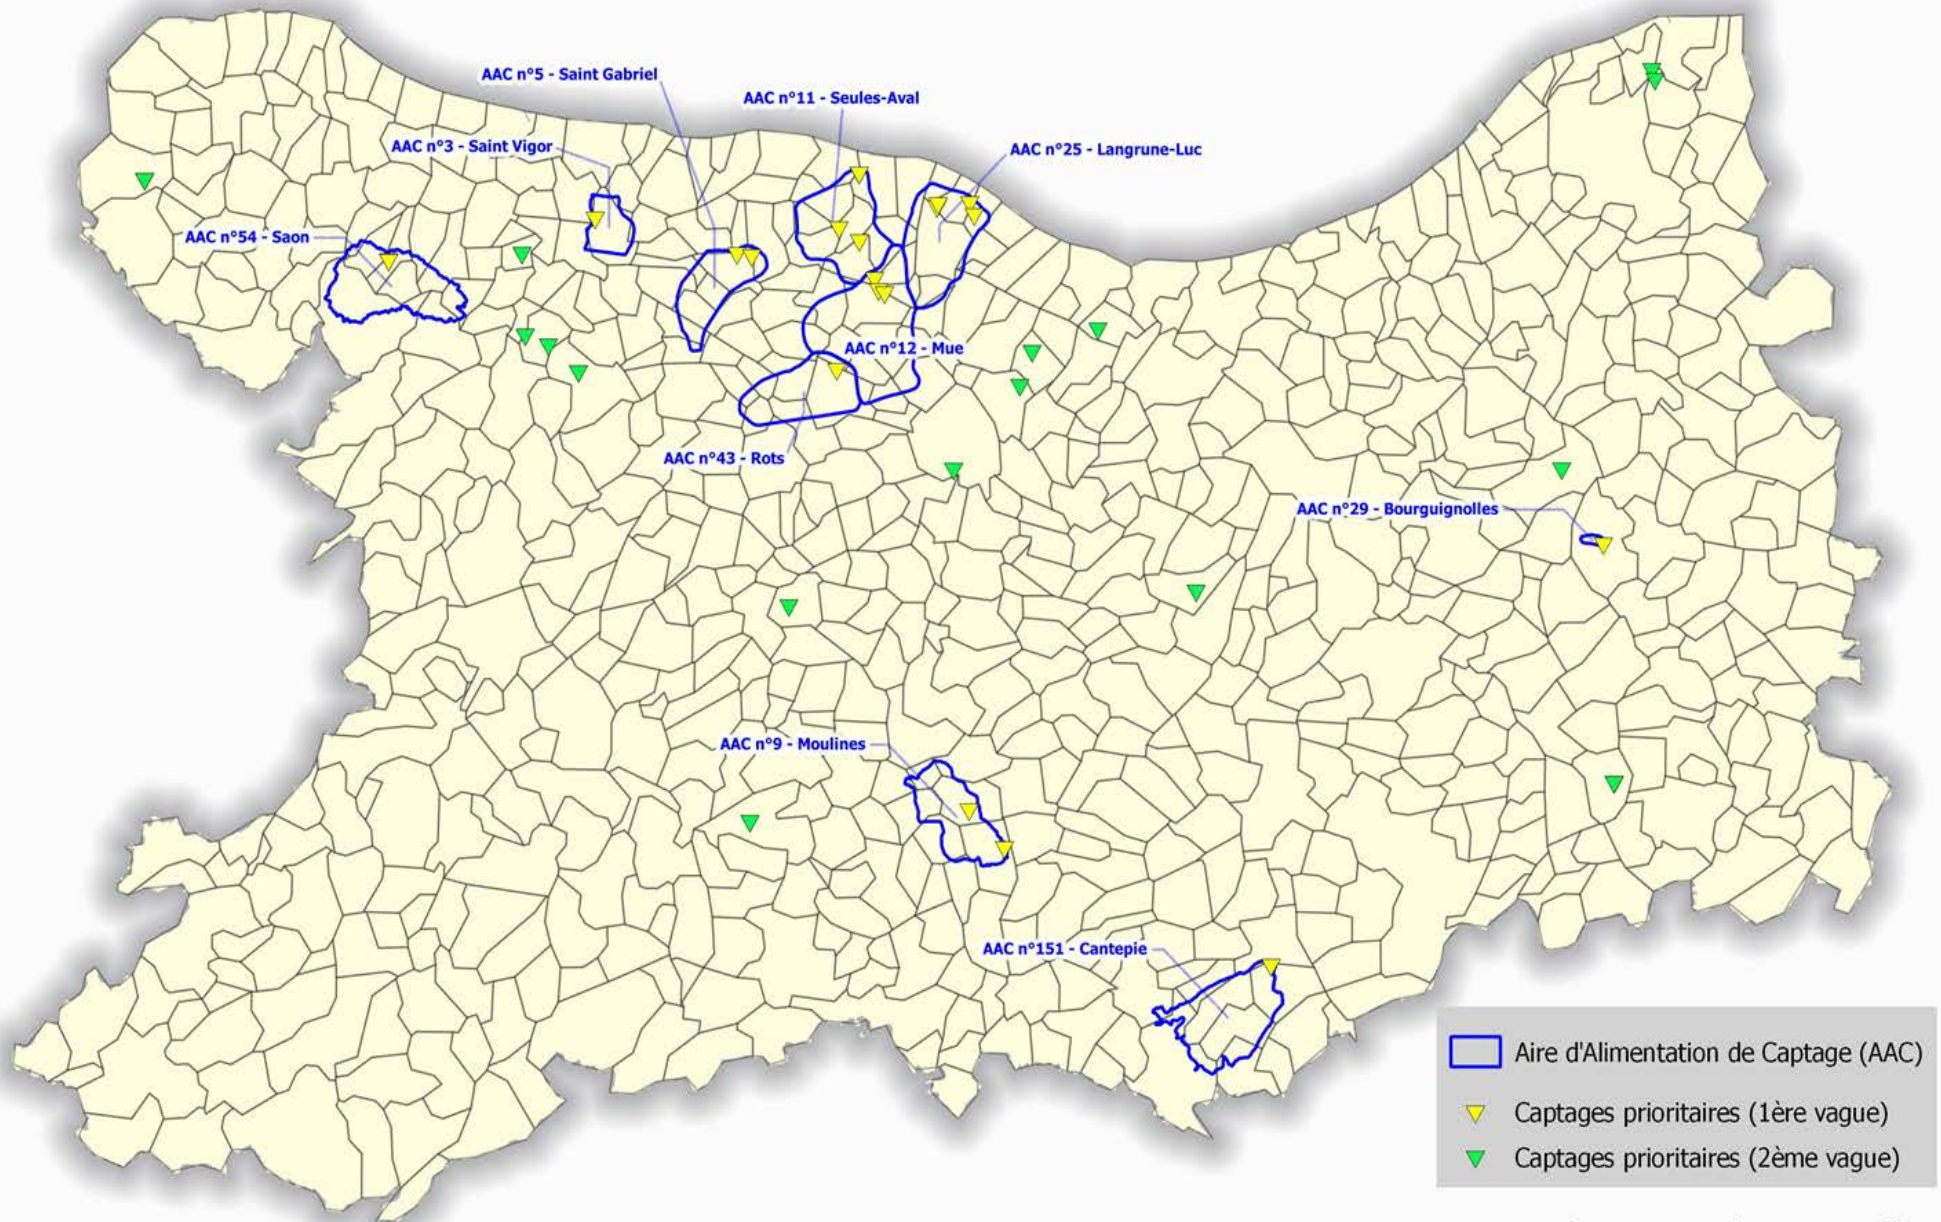 AAC n°5 - Saint Gabriel
AAC n°11 - Seules-Aval
AAC n°3 - Saint Vigor
AAC n°25 - Langrune-Luc
AAC n°54 - Saon
AAC n°12 - Mue
AAC n°43 - Rots
AAC n°29 - Bourguignolles
AAC n°9 - Moulines
AAC n°151 - Cantepie
Aire d'Alimentation de Captage (AAC)
Captages prioritaires (1ère vague)
Captages prioritaires (2ème vague)